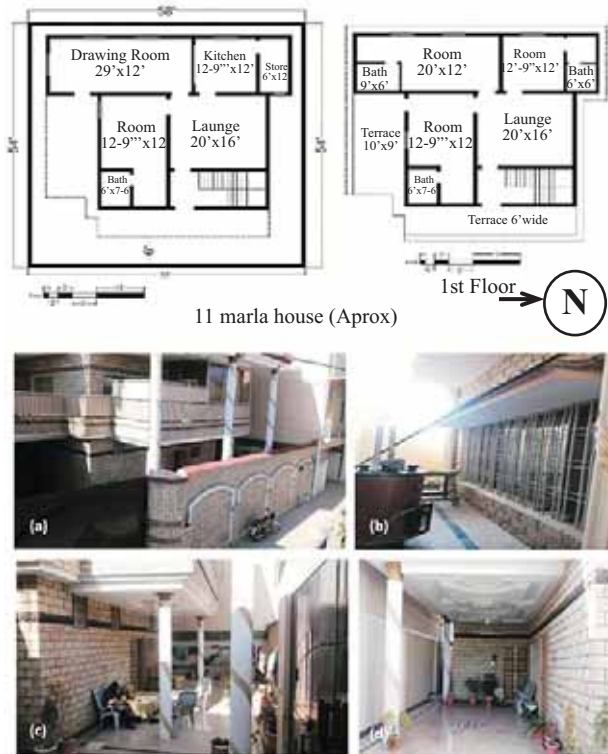 58'
54'
Drawing Room
29'x12'
Kitchen
12-9"'x12'
Store
6'x12
Room
12-9"'x12
Launge
20'x16'
Bath
6'x7-6'
54'
Room
20'x12'
Room
12'-9"x12'
Bath
9'x6'
Bath
6'x6'
Terrace
10'x9'
Room
12-9"'x12
Launge
20'x16'
Bath
6'x7-6'
Terrace 6'wide
1st Floor
N
11 marla house (Aprox)
(a)
(b)
(c)